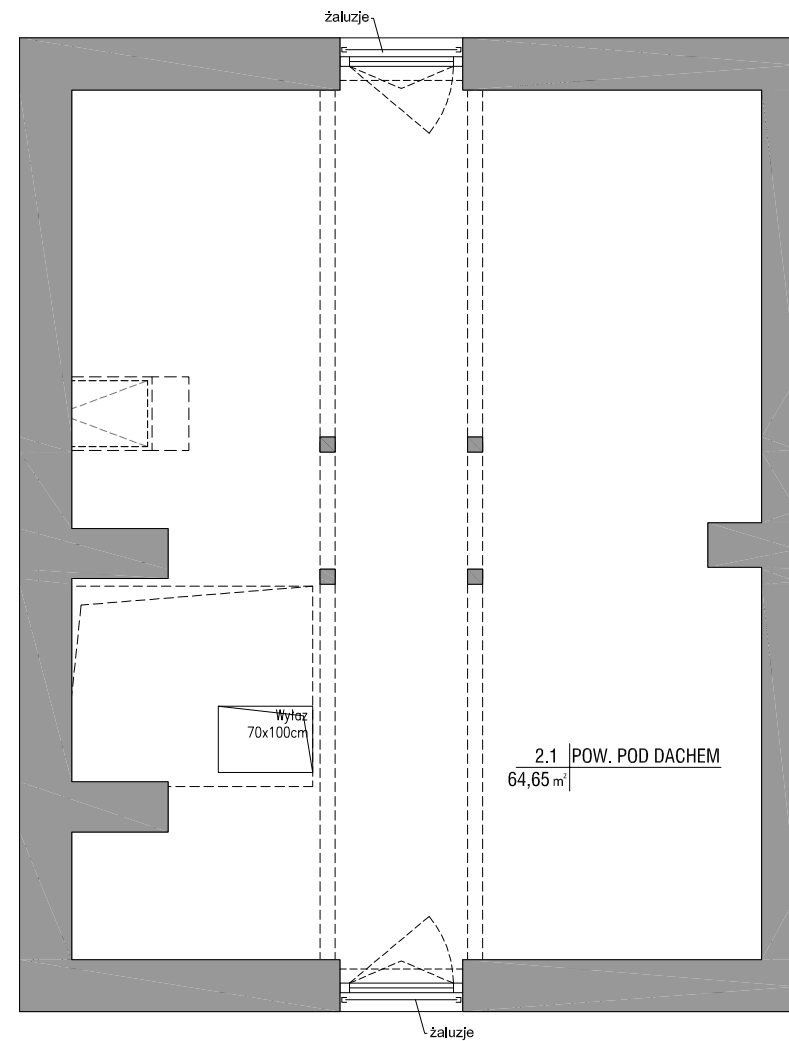 żaluzje
Wyłaz
70x100cm
2.1 POW. POD DACHEM
64,65 m²
żaluzje